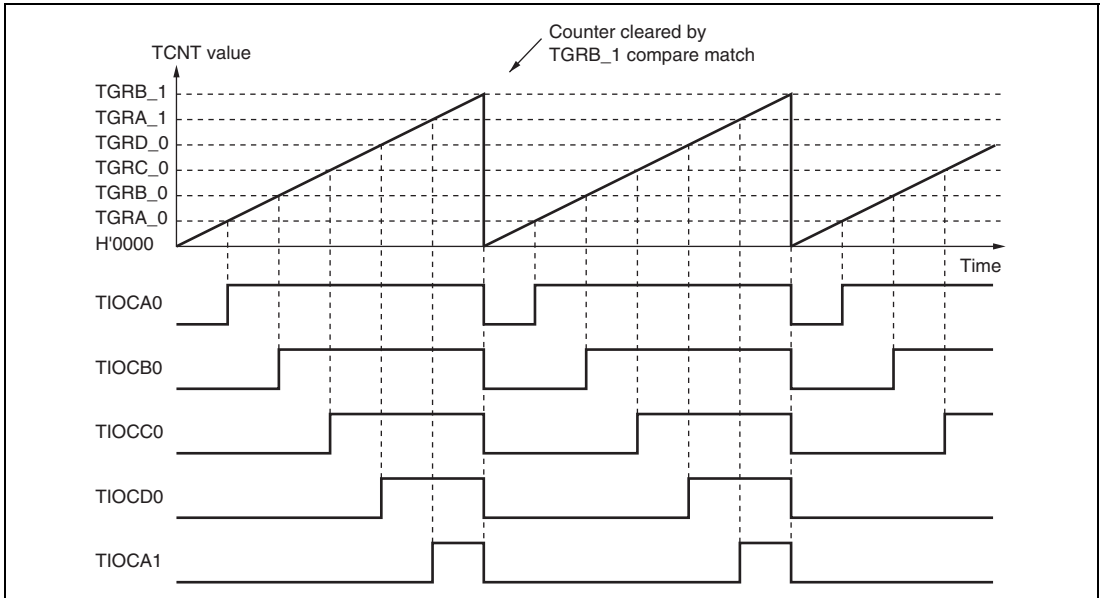 Counter cleared by
TGRB_1 compare match
TCNT value
TGRB_1
TGRA_1
TGRD_0
TGRC_0
TGRB_0
TGRA_0
H'0000
Time
TIOCA0
TIOCB0
TIOCC0
TIOCD0
TIOCA1